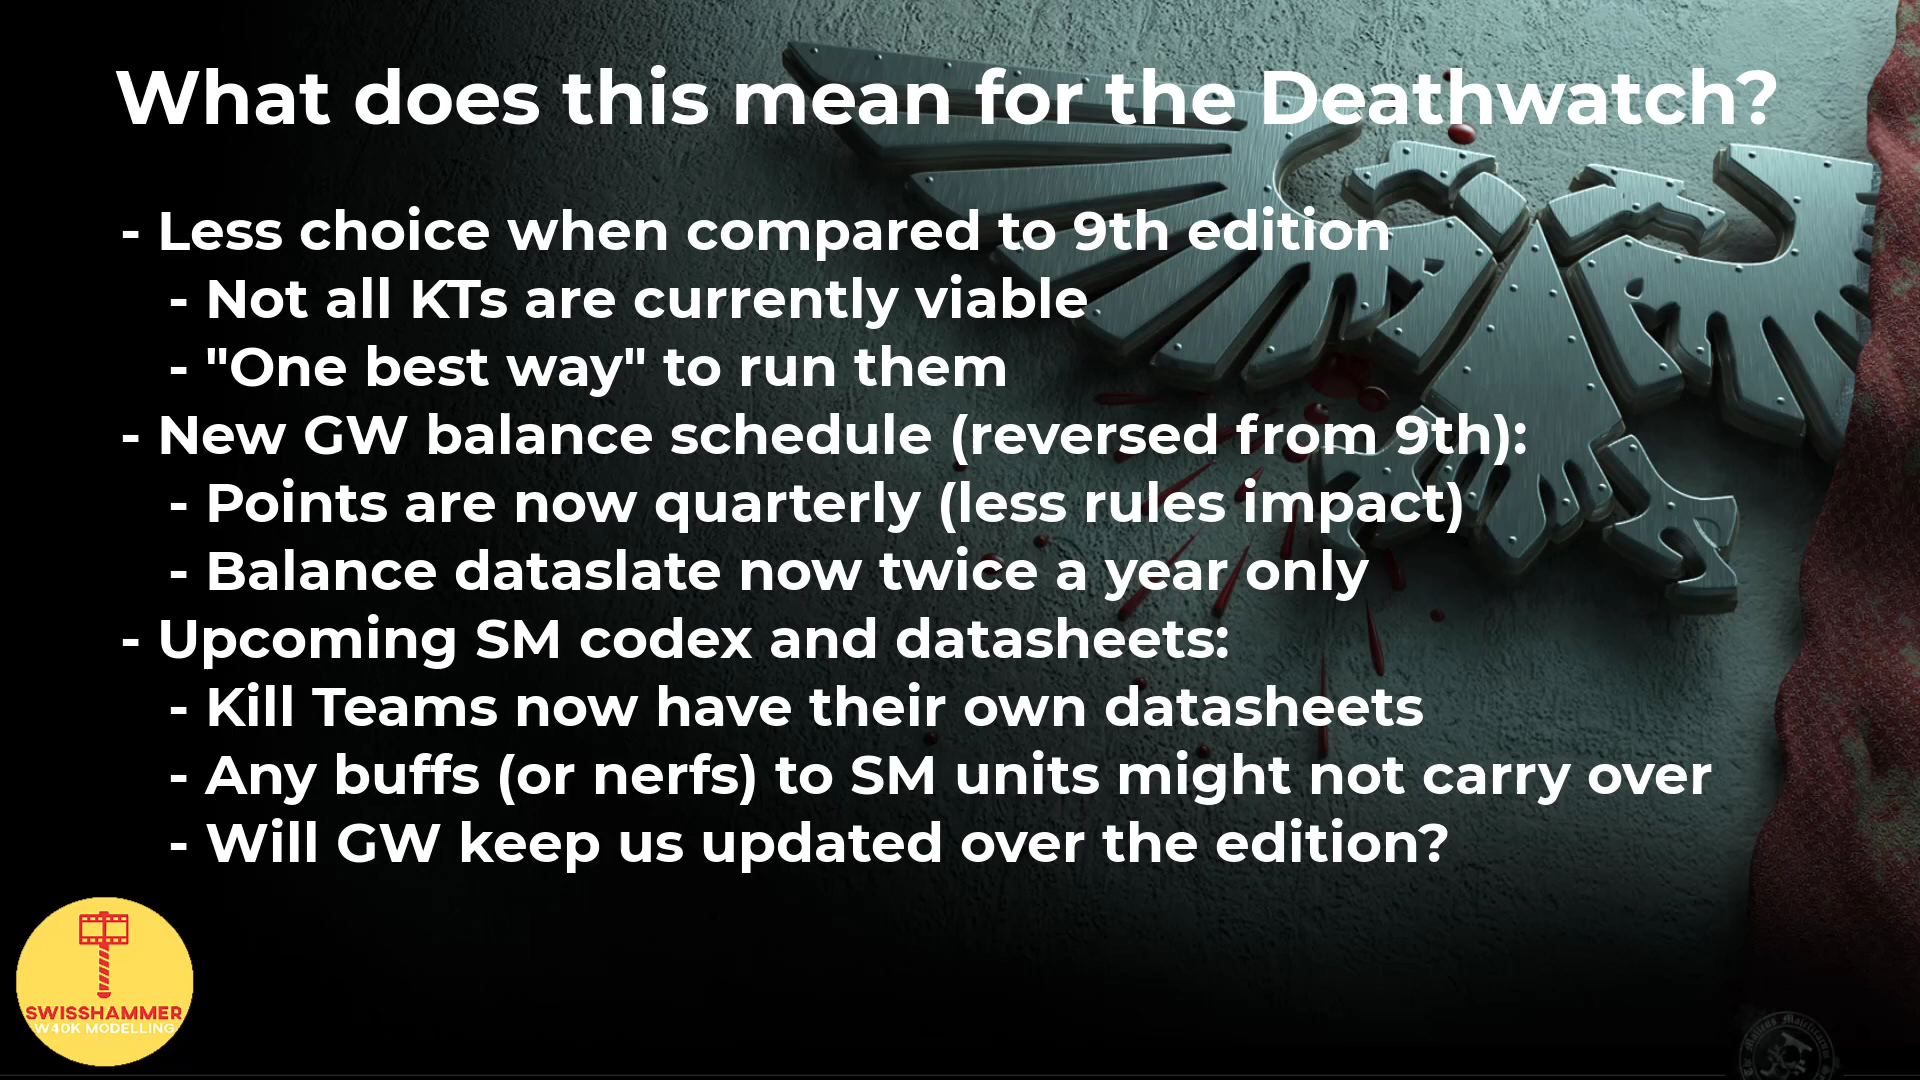 What does this mean for the Deathwatch?
- Less choice when compared to 9th edition
- Not all KTs are currently viable
- "One best way" to run them
- New GW balance schedule (reversed from 9th):
- Points are now quarterly (less rules impact)
- Balance dataslate now twice a year only
- Upcoming SM codex and datasheets:
- Kill Teams now have their own datasheets
- Any buffs (or nerfs) to SM units might not carry over
- Will GW keep us updated over the edition?
SWISSHAMMER
W40K MODELLING